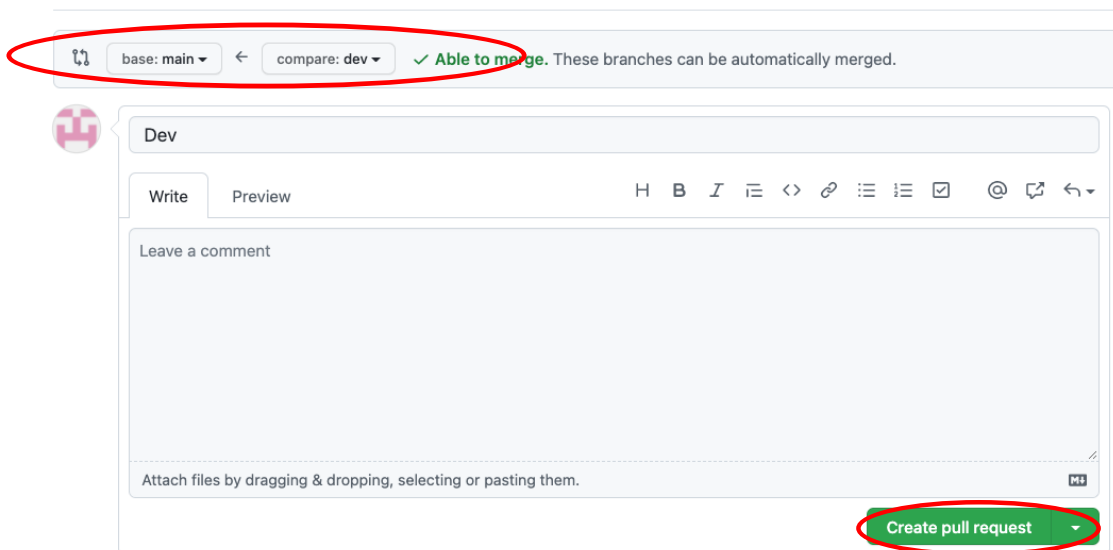 base: main compare: dev Able to merge. These branches can be automatically merged.
Dev
Write Preview H B I
Leave a comment
Attach files by dragging & dropping, selecting or pasting them.
Create pull request